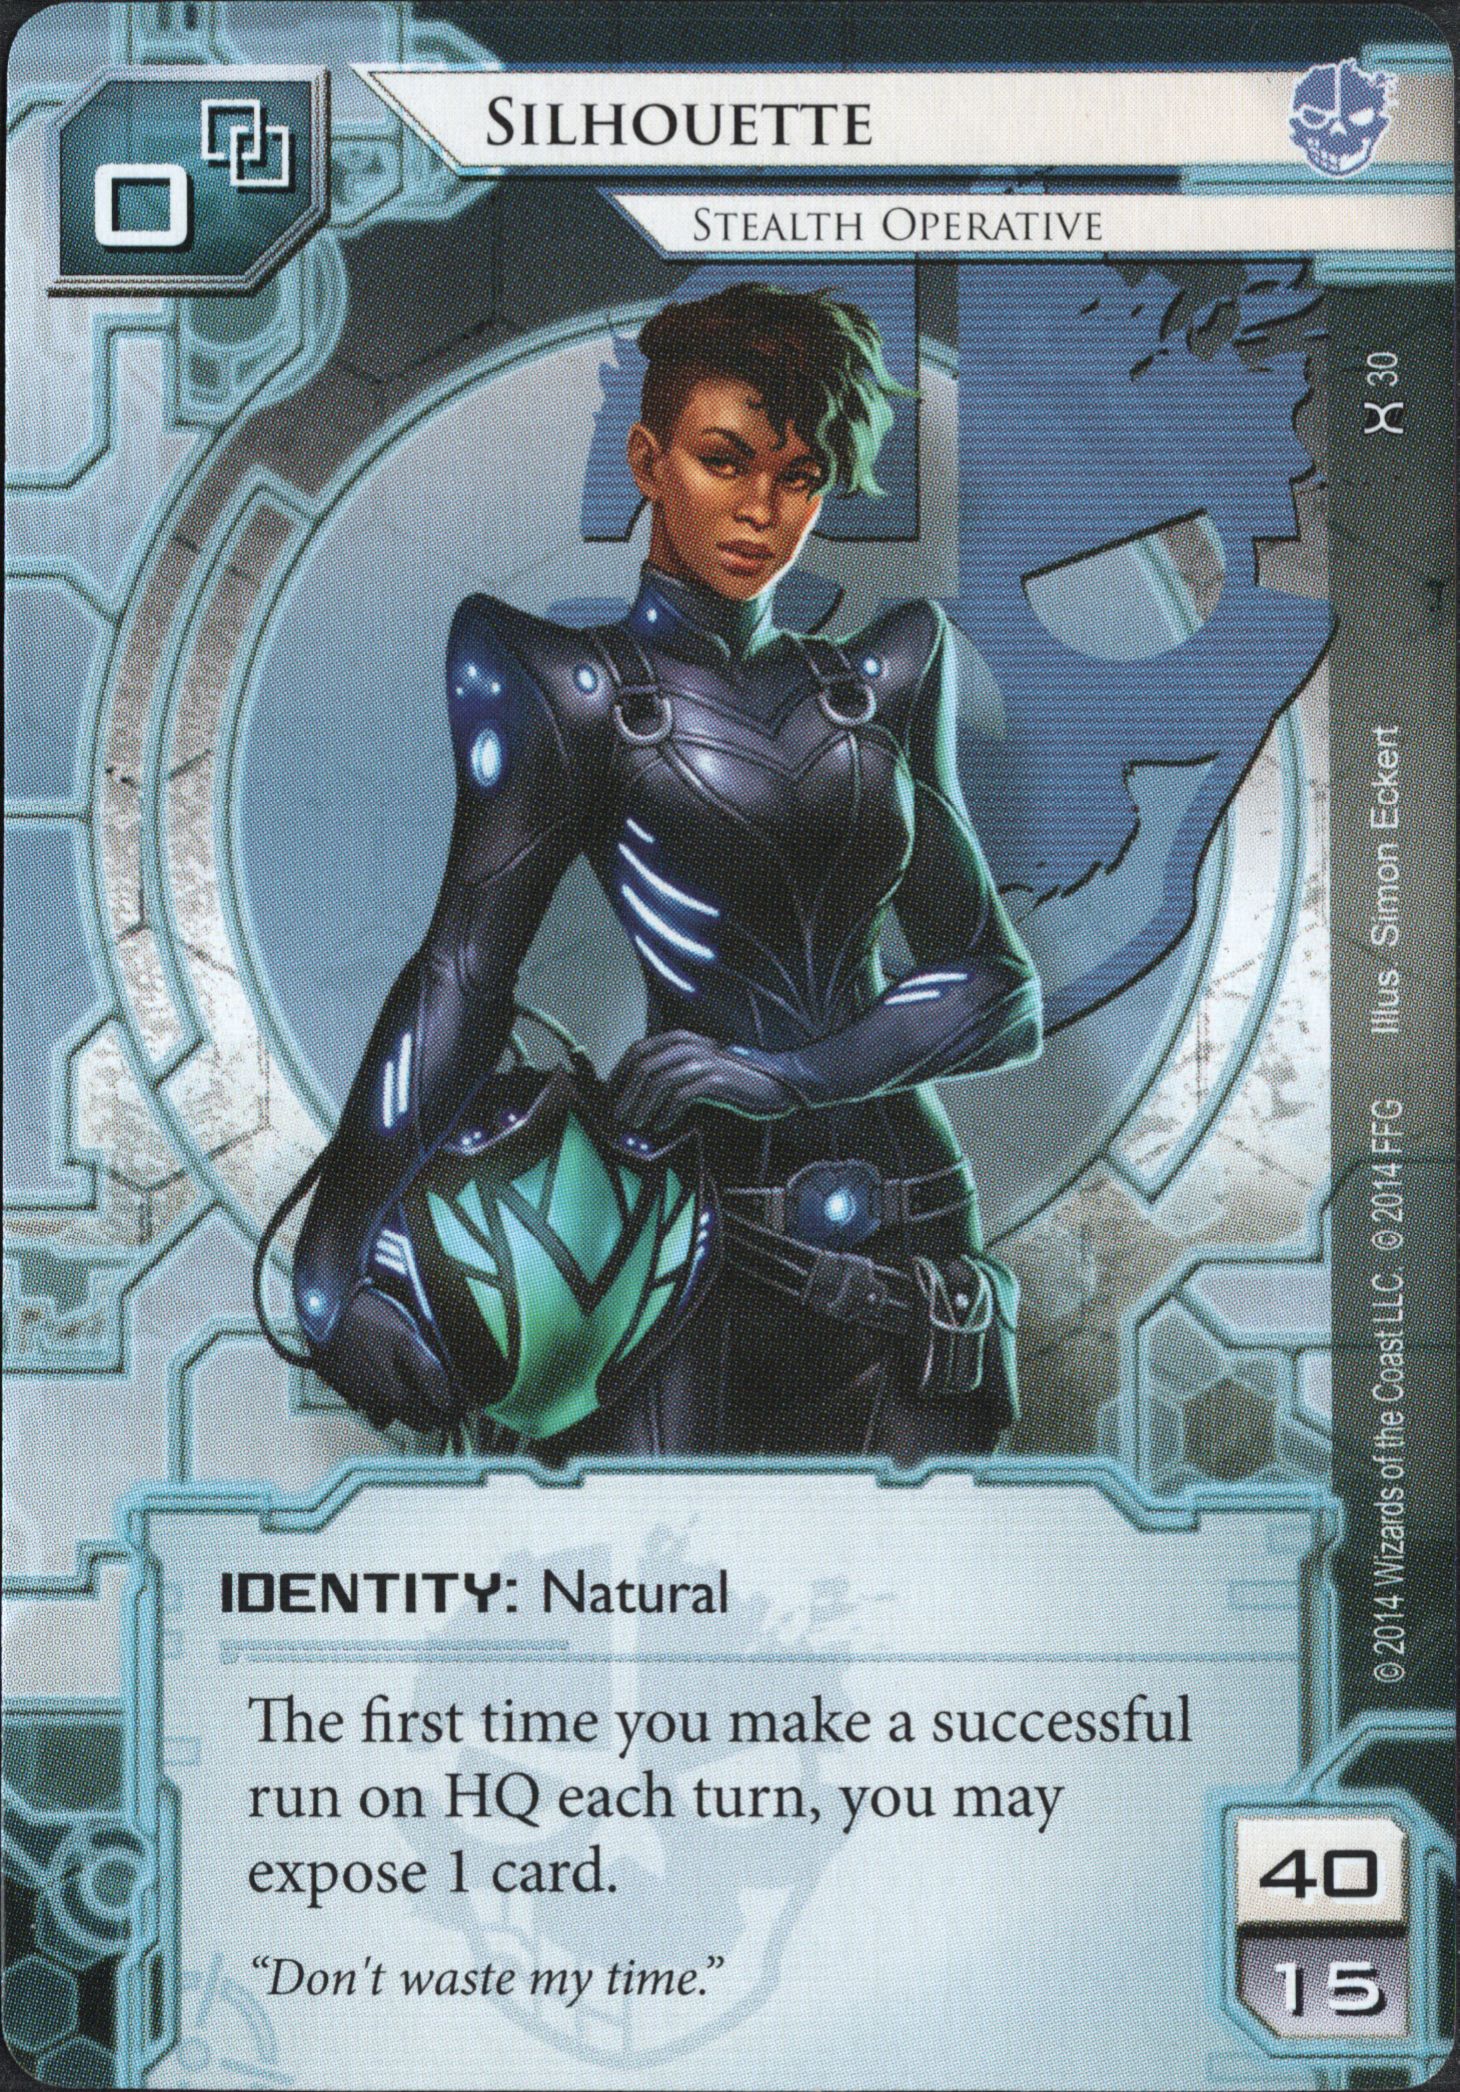 0
SILHOUETTE
STEALTH OPERATIVE
30
Illus. Simon Eckert
© 2014 Wizards of the Coast LLC. © 2014 FFG
IDENTITY: Natural
The first time you make a successful
run on HQ each turn, you may
expose 1 card.
“Don't waste my time.”
40
15